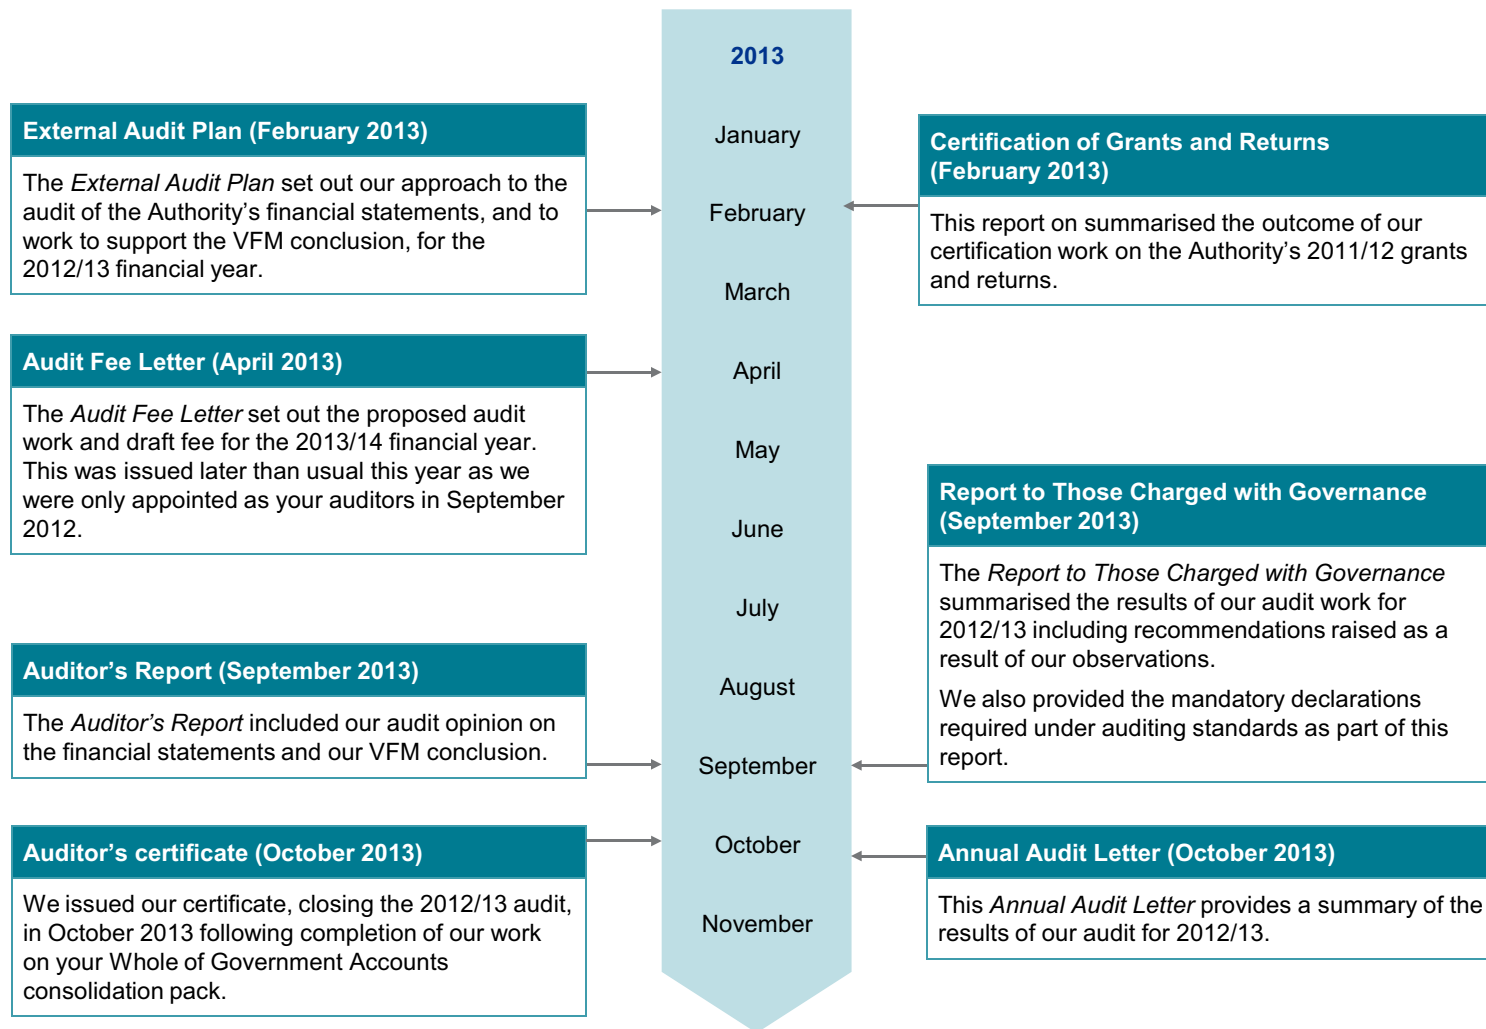 2013
January
February
March
April
May
June
July
August
September
October
November
External Audit Plan (February 2013)
The External Audit Plan set out our approach to the
audit of the Authority's financial statements, and to
work to support the VFM conclusion, for the
2012/13 financial year.
Audit Fee Letter (April 2013)
The Audit Fee Letter set out the proposed audit
work and draft fee for the 2013/14 financial year.
This was issued later than usual this year as we
were only appointed as your auditors in September
2012.
Auditor's Report (September 2013)
The Auditor's Report included our audit opinion on
the financial statements and our VFM conclusion.
Auditor's certificate (October 2013)
We issued our certificate, closing the 2012/13 audit,
in October 2013 following completion of our work
on your Whole of Government Accounts
consolidation pack.
Certification of Grants and Returns
(February 2013)
This report on summarised the outcome of our
certification work on the Authority's 2011/12 grants
and returns.
Report to Those Charged with Governance
(September 2013)
The Report to Those Charged with Governance
summarised the results of our audit work for
2012/13 including recommendations raised as a
result of our observations.
We also provided the mandatory declarations
required under auditing standards as part of this
report.
Annual Audit Letter (October 2013)
This Annual Audit Letter provides a summary of the
results of our audit for 2012/13.